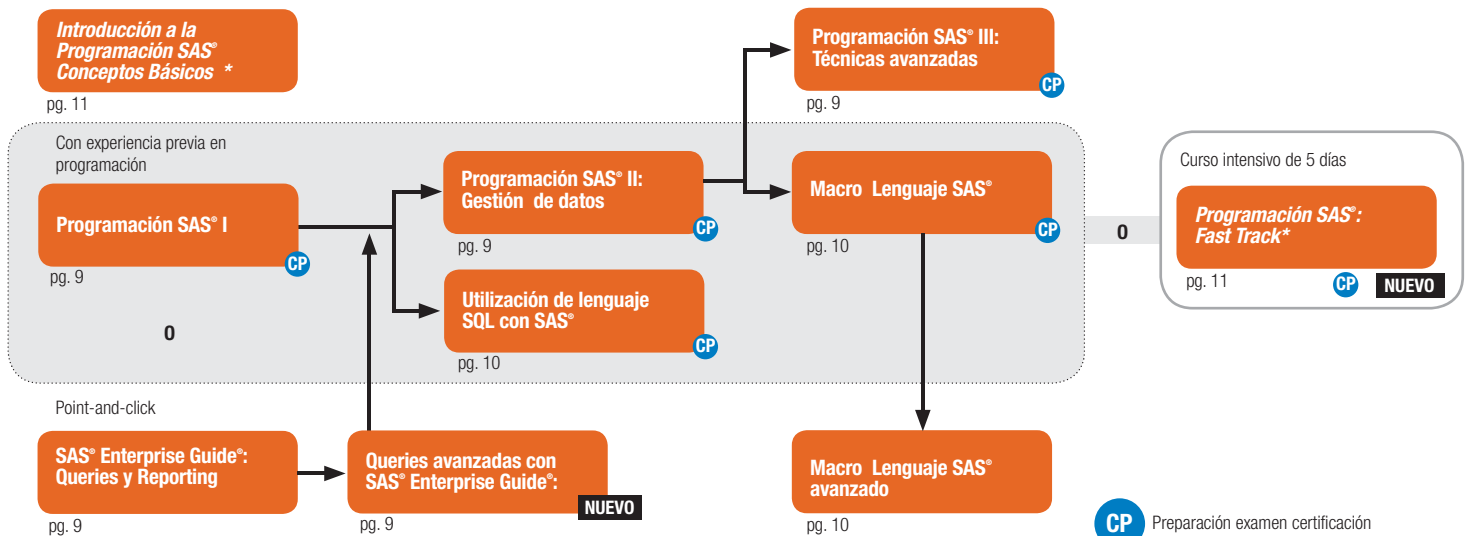 Introducción a la
Programación SAS®
Conceptos Básicos *
pg. 11
Programación SAS® III:
Técnicas avanzadas
CP
pg. 9
Con experiencia previa en
programación
Programación SAS® I
CP
pg. 9
O
Programación SAS® II:
Gestión de datos
CP
pg. 9
Utilización de lenguaje
SQL con SAS®
CP
pg. 10
Macro Lenguaje SAS®
CP
pg. 10
O
Curso intensivo de 5 días
Programación SAS®:
Fast Track*
pg. 11
CP
NUEVO
Point-and-click
SAS® Enterprise Guide®:
Queries y Reporting
pg. 9
Queries avanzadas con
SAS® Enterprise Guide®:
NUEVO
pg. 9
Macro Lenguaje SAS®
avanzado
pg. 10
CP Preparación examen certificación